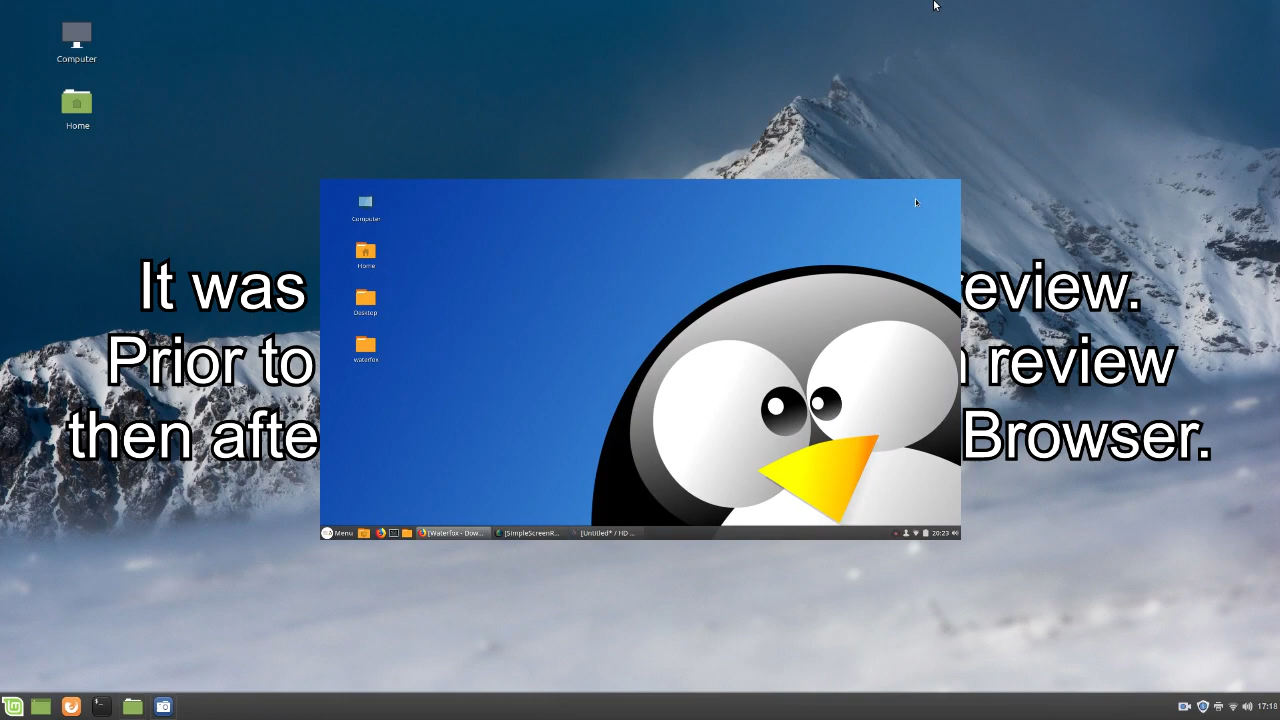 Computer
Home
Computer
Home
Desktop
waterfox
It was
review.
Prior to
review
then afte
Browser.
Menu
[Waterfox - Dow...
[SimpleScreenR...
[Untitled* / HD ...
20:23
17:18